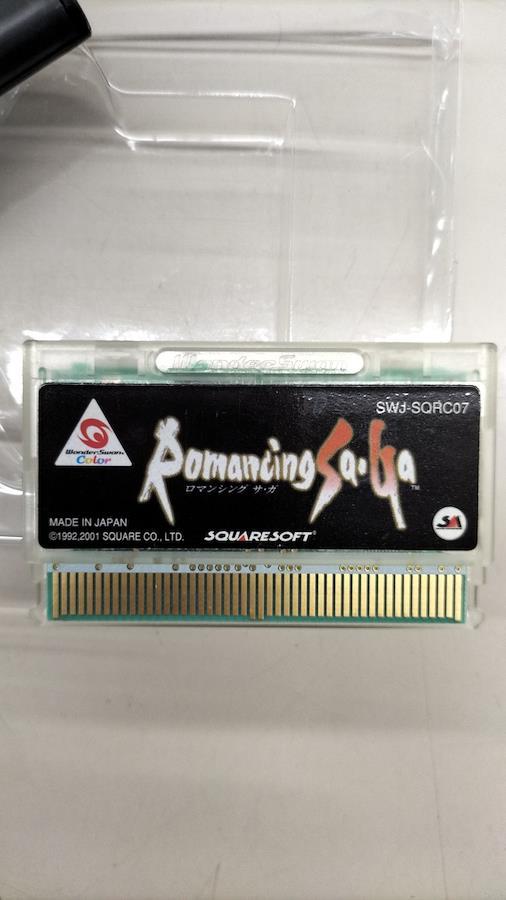 WonderSwan
SWJ-SQRC07
WonderSwan
Color
Romancing Sa・Ga™
ロマンシング サ・ガ
MADE IN JAPAN
©1992,2001 SQUARE CO., LTD.
SQUARESOFT®